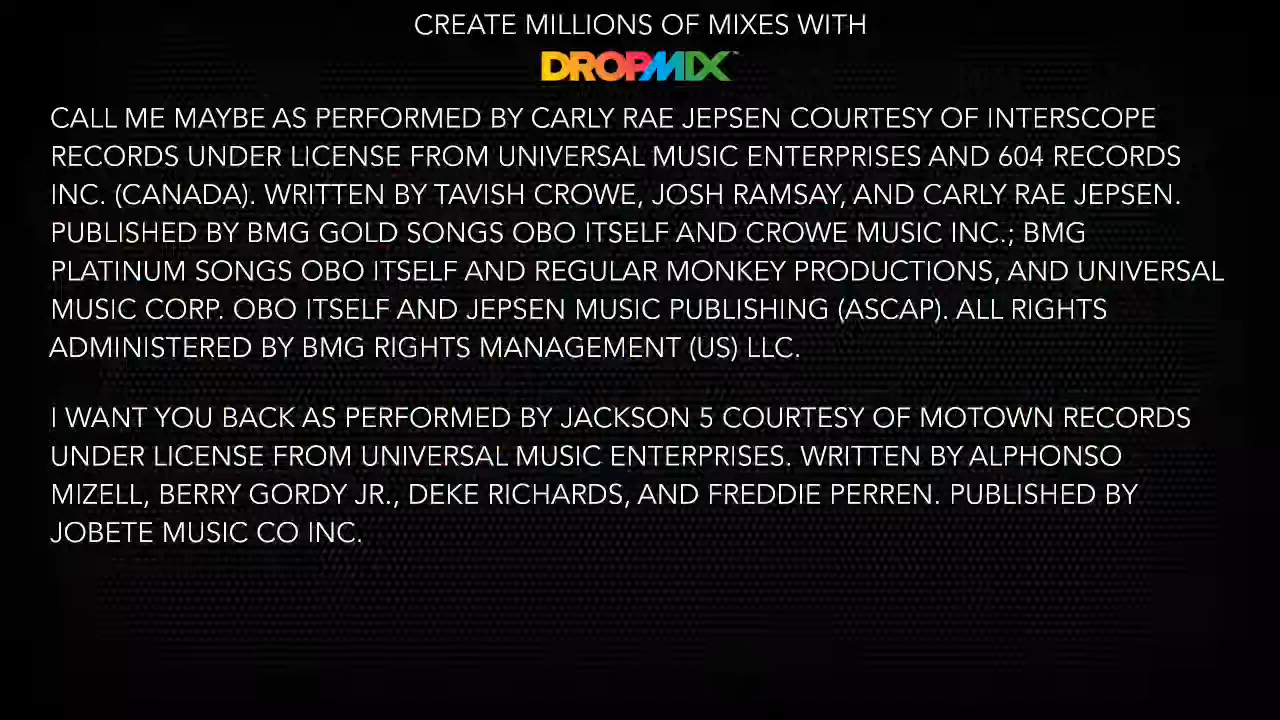 CREATE MILLIONS OF MIXES WITH
DROPMIX™
CALL ME MAYBE AS PERFORMED BY CARLY RAE JEPSEN COURTESY OF INTERSCOPE
RECORDS UNDER LICENSE FROM UNIVERSAL MUSIC ENTERPRISES AND 604 RECORDS
INC. (CANADA). WRITTEN BY TAVISH CROWE, JOSH RAMSAY, AND CARLY RAE JEPSEN.
PUBLISHED BY BMG GOLD SONGS OBO ITSELF AND CROWE MUSIC INC.; BMG
PLATINUM SONGS OBO ITSELF AND REGULAR MONKEY PRODUCTIONS, AND UNIVERSAL
MUSIC CORP. OBO ITSELF AND JEPSEN MUSIC PUBLISHING (ASCAP). ALL RIGHTS
ADMINISTERED BY BMG RIGHTS MANAGEMENT (US) LLC.
I WANT YOU BACK AS PERFORMED BY JACKSON 5 COURTESY OF MOTOWN RECORDS
UNDER LICENSE FROM UNIVERSAL MUSIC ENTERPRISES. WRITTEN BY ALPHONSO
MIZELL, BERRY GORDY JR., DEKE RICHARDS, AND FREDDIE PERREN. PUBLISHED BY
JOBETE MUSIC CO INC.